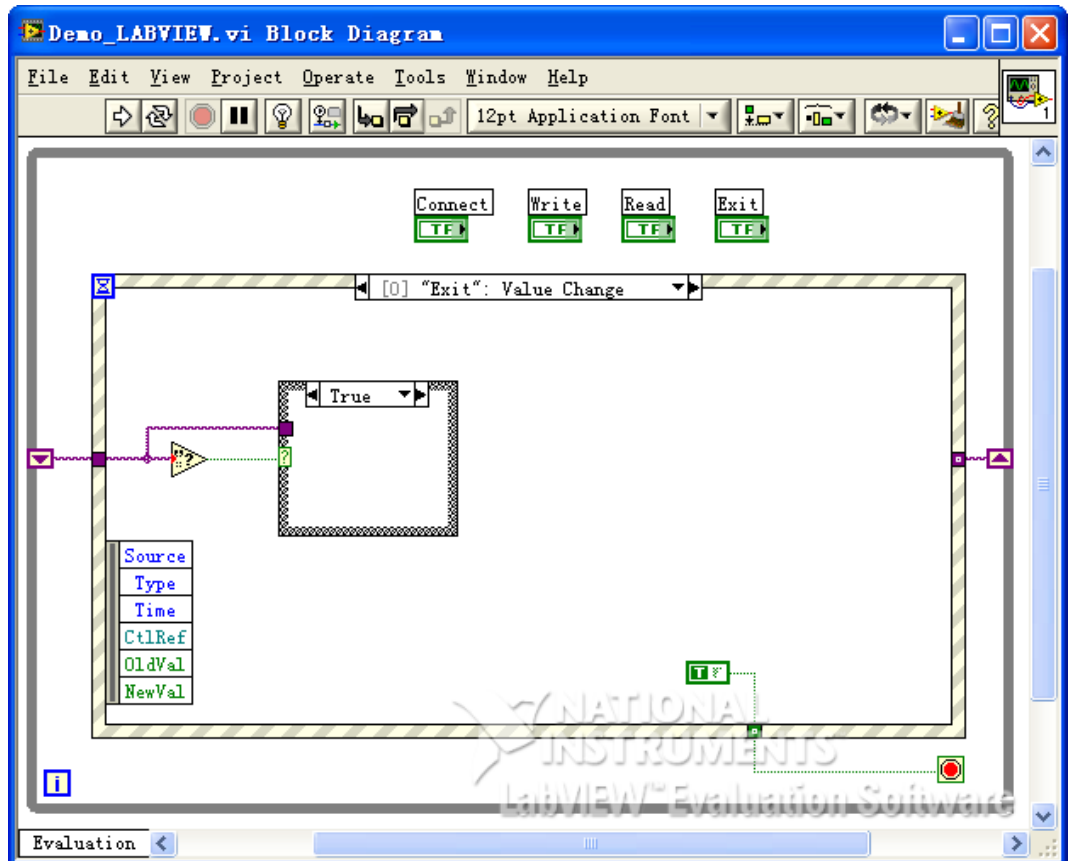 Demo_LABVIEW.vi Block Diagram
File Edit View Project Operate Tools Window Help
12pt Application Font
1
Connect Write Read Exit
TF TF TF TF
[0] "Exit": Value Change
True
?
?
Source
Type
Time
CtlRef
OldVal
NewVal
T
NATIONAL
INSTRUMENTS
i
LabVIEW™ Evaluation Software
Evaluation